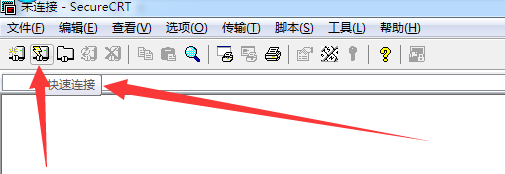 未连接 - SecureCRT
文件(F) 编辑(E) 查看(V) 选项(O) 传输(T) 脚本(S) 工具(L) 帮助(H)
快速连接